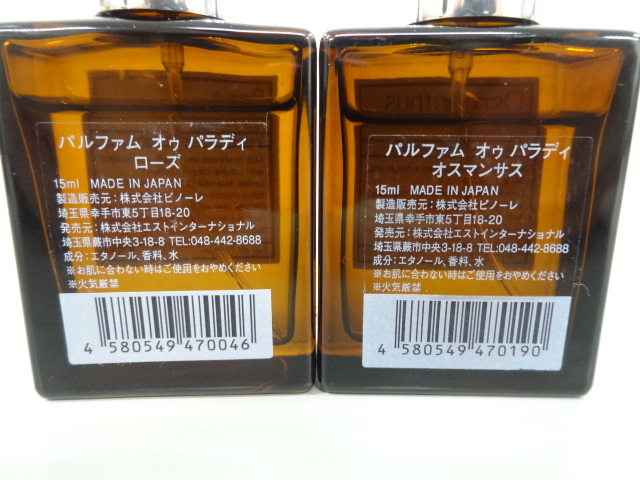 パルファム オゥ パラディ
ローズ
15ml MADE IN JAPAN
製造販売元：株式会社ピノーレ
埼玉県幸手市東5丁目18-20
発売元：株式会社エストインターナショナル
埼玉県蕨市中央3-18-8 TEL:048-442-8688
成分：エタノール、香料、水
※お肌に合わない時はご使用をおやめください
※火気厳禁
4 580549 470046
Osmanthus
パルファム オゥ パラディ
オスマンサス
15ml MADE IN JAPAN
製造販売元：株式会社ピノーレ
埼玉県幸手市東5丁目18-20
発売元：株式会社エストインターナショナル
埼玉県蕨市中央3-18-8 TEL:048-442-8688
成分：エタノール、香料、水
※お肌に合わない時はご使用をおやめください
※火気厳禁
4 580549 470190